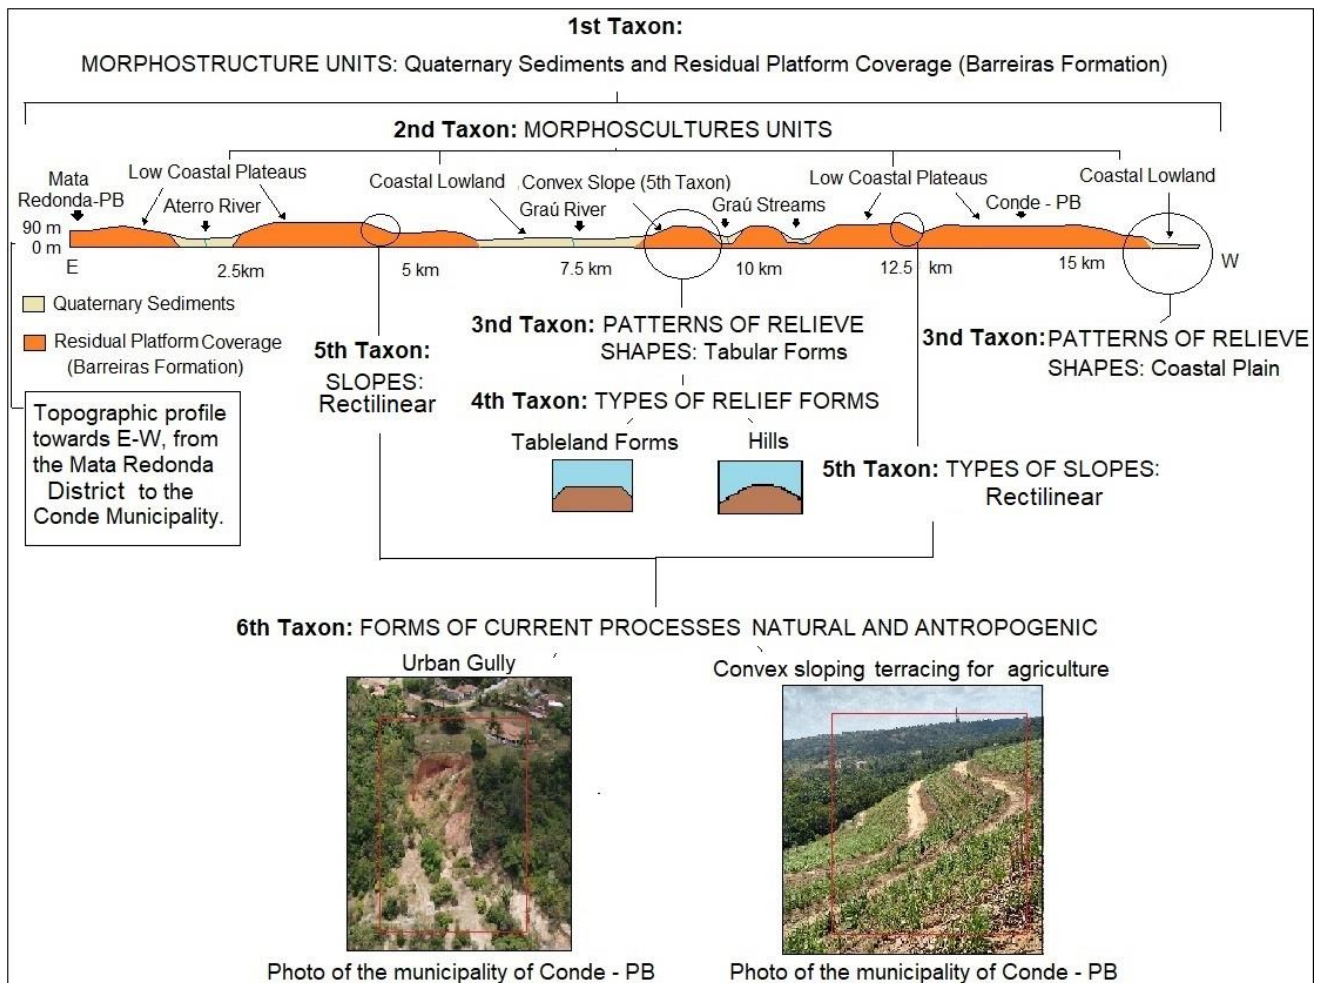 1st Taxon:
MORPHOSTRUCTURE UNITS: Quaternary Sediments and Residual Platform Coverage (Barreiras Formation)
2nd Taxon: MORPHOSCULTURES UNITS
Mata
Redonda-PB
Low Coastal Plateaus
Aterro River
Coastal Lowland
Convex Slope (5th Taxon)
Graú River
Graú Streams
Low Coastal Plateaus
Conde - PB
Coastal Lowland
90 m
0 m
E
2.5km
5 km
7.5 km
10 km
12.5 km
15 km
W
Quaternary Sediments
Residual Platform Coverage
(Barreiras Formation)
5th Taxon:
SLOPES:
Rectilinear
3rd Taxon: PATTERNS OF RELIEVE
SHAPES: Tabular Forms
3nd Taxon: PATTERNS OF RELIEVE
SHAPES: Coastal Plain
4th Taxon: TYPES OF RELIEF FORMS
Tableland Forms
Hills
5th Taxon: TYPES OF SLOPES:
Rectilinear
Topographic profile
towards E-W, from
the Mata Redonda
District to the
Conde Municipality.
6th Taxon: FORMS OF CURRENT PROCESSES NATURAL AND ANTROPOGENIC
Urban Gully
Convex sloping terracing for agriculture
Photo of the municipality of Conde - PB
Photo of the municipality of Conde - PB